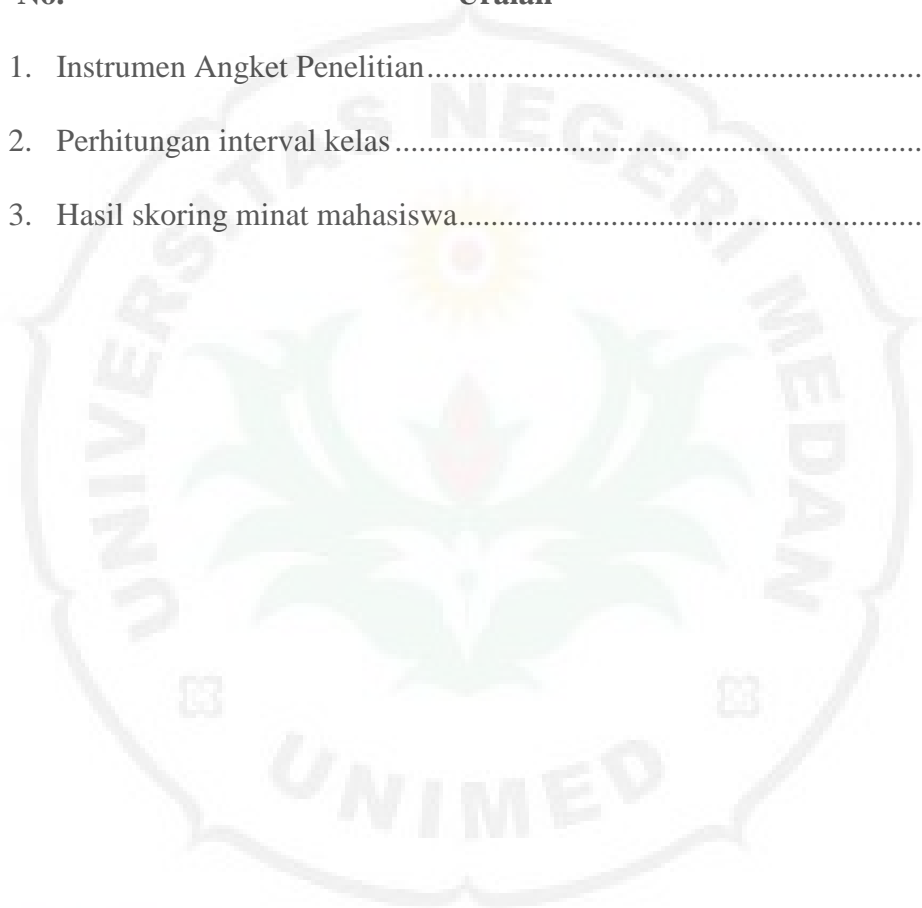 No. Uraian
1. Instrumen Angket Penelitian................................................................
2. Perhitungan interval kelas....................................................................
3. Hasil skoring minat mahasiswa............................................................
UNIVERSITAS NEGERI MEDAN
UNIMED